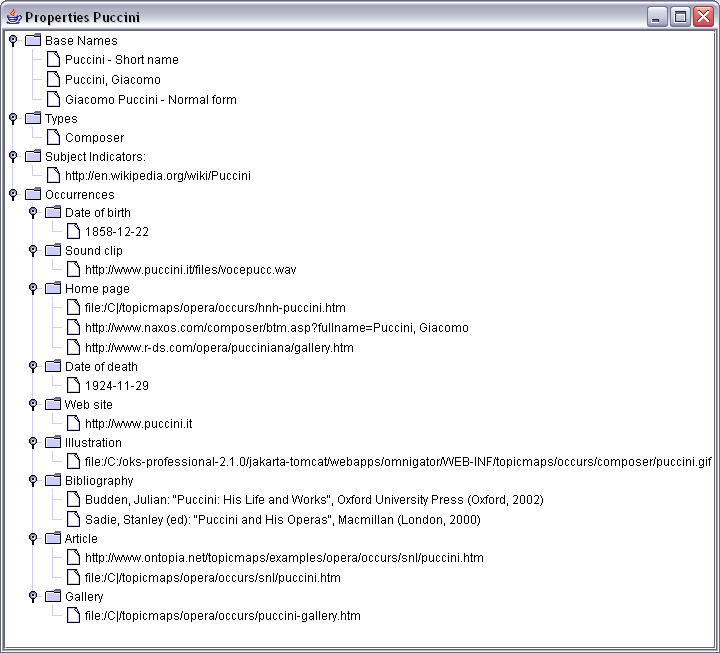 Properties Puccini
Base Names
Puccini - Short name
Puccini, Giacomo
Giacomo Puccini - Normal form
Types
Composer
Subject Indicators:
http://en.wikipedia.org/wiki/Puccini
Occurrences
Date of birth
1858-12-22
Sound clip
http://www.puccini.it/files/vocepucc.wav
Home page
file:/C|/topicmaps/opera/occurs/hnh-puccini.htm
http://www.naxos.com/composer/btm.asp?fullname=Puccini, Giacomo
http://www.r-ds.com/opera/pucciniana/gallery.htm
Date of death
1924-11-29
Web site
http://www.puccini.it
Illustration
file:/C:/oks-professional-2.1.0/jakarta-tomcat/webapps/omnigator/WEB-INF/topicmaps/occurs/composer/puccini.gif
Bibliography
Budden, Julian: "Puccini: His Life and Works", Oxford University Press (Oxford, 2002)
Sadie, Stanley (ed): "Puccini and His Operas", Macmillan (London, 2000)
Article
http://www.ontopia.net/topicmaps/examples/opera/occurs/snl/puccini.htm
file:/C|/topicmaps/opera/occurs/snl/puccini.htm
Gallery
file:/C|/topicmaps/opera/occurs/puccini-gallery.htm